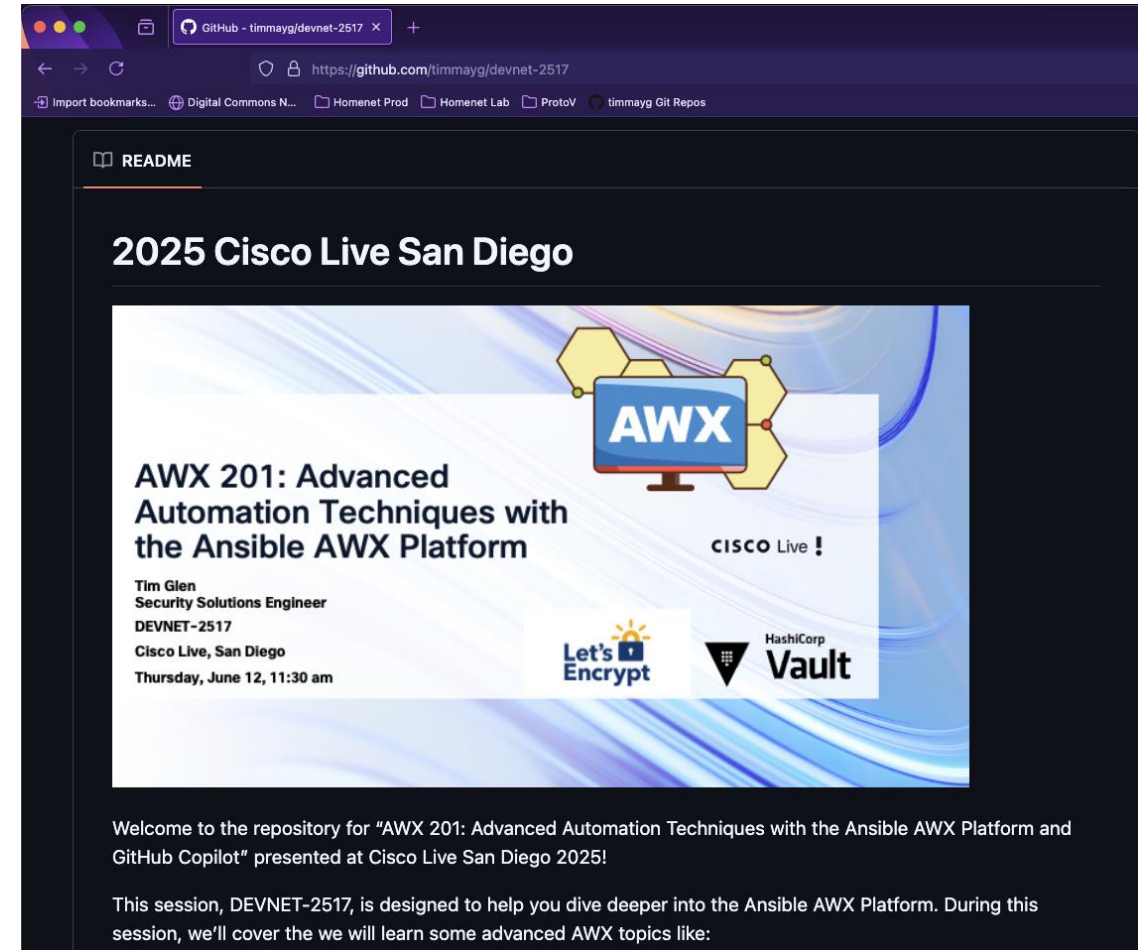 GitHub - timmayg/devnet-2517
https://github.com/timmayg/devnet-2517
Import bookmarks... Digital Commons N... Homenet Prod Homenet Lab ProtoV timmayg Git Repos
README
2025 Cisco Live San Diego
AWX
AWX 201: Advanced
Automation Techniques with
the Ansible AWX Platform
CISCO Live !
Tim Glen
Security Solutions Engineer
DEVNET-2517
Cisco Live, San Diego
Thursday, June 12, 11:30 am
Let's
Encrypt
HashiCorp
Vault
Welcome to the repository for "AWX 201: Advanced Automation Techniques with the Ansible AWX Platform and
GitHub Copilot" presented at Cisco Live San Diego 2025!
This session, DEVNET-2517, is designed to help you dive deeper into the Ansible AWX Platform. During this
session, we'll cover the we will learn some advanced AWX topics like: